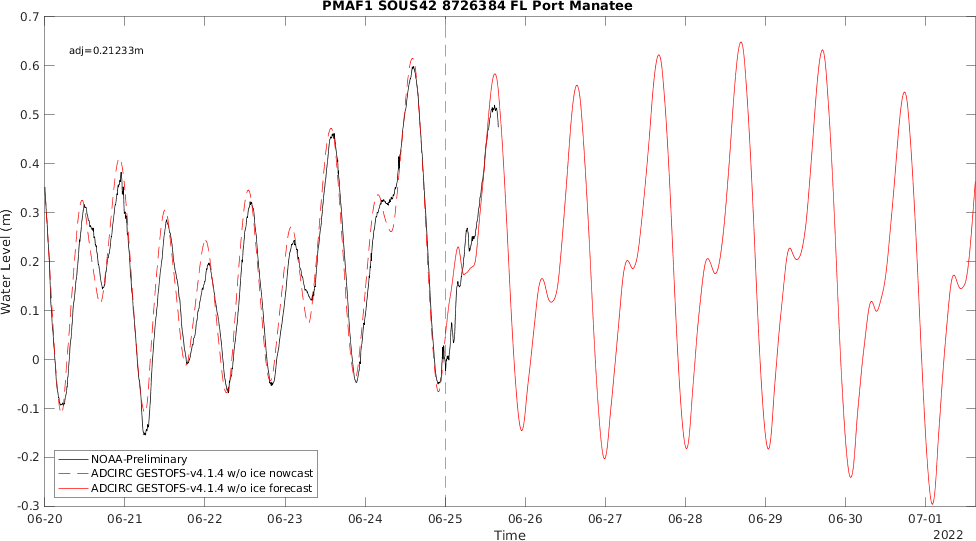 PMAF1 SOUS42 8726384 FL Port Manatee
0.7
adj=0.21233m
0.6
0.5
0.4
0.3
0.2
0.1
0
-0.1
-0.2
-0.3
Water Level (m)
NOAA-Preliminary
ADCIRC GESTOFS-v4.1.4 w/o ice nowcast
ADCIRC GESTOFS-v4.1.4 w/o ice forecast
06-20 06-21 06-22 06-23 06-24 06-25 06-26 06-27 06-28 06-29 06-30 07-01
Time
2022